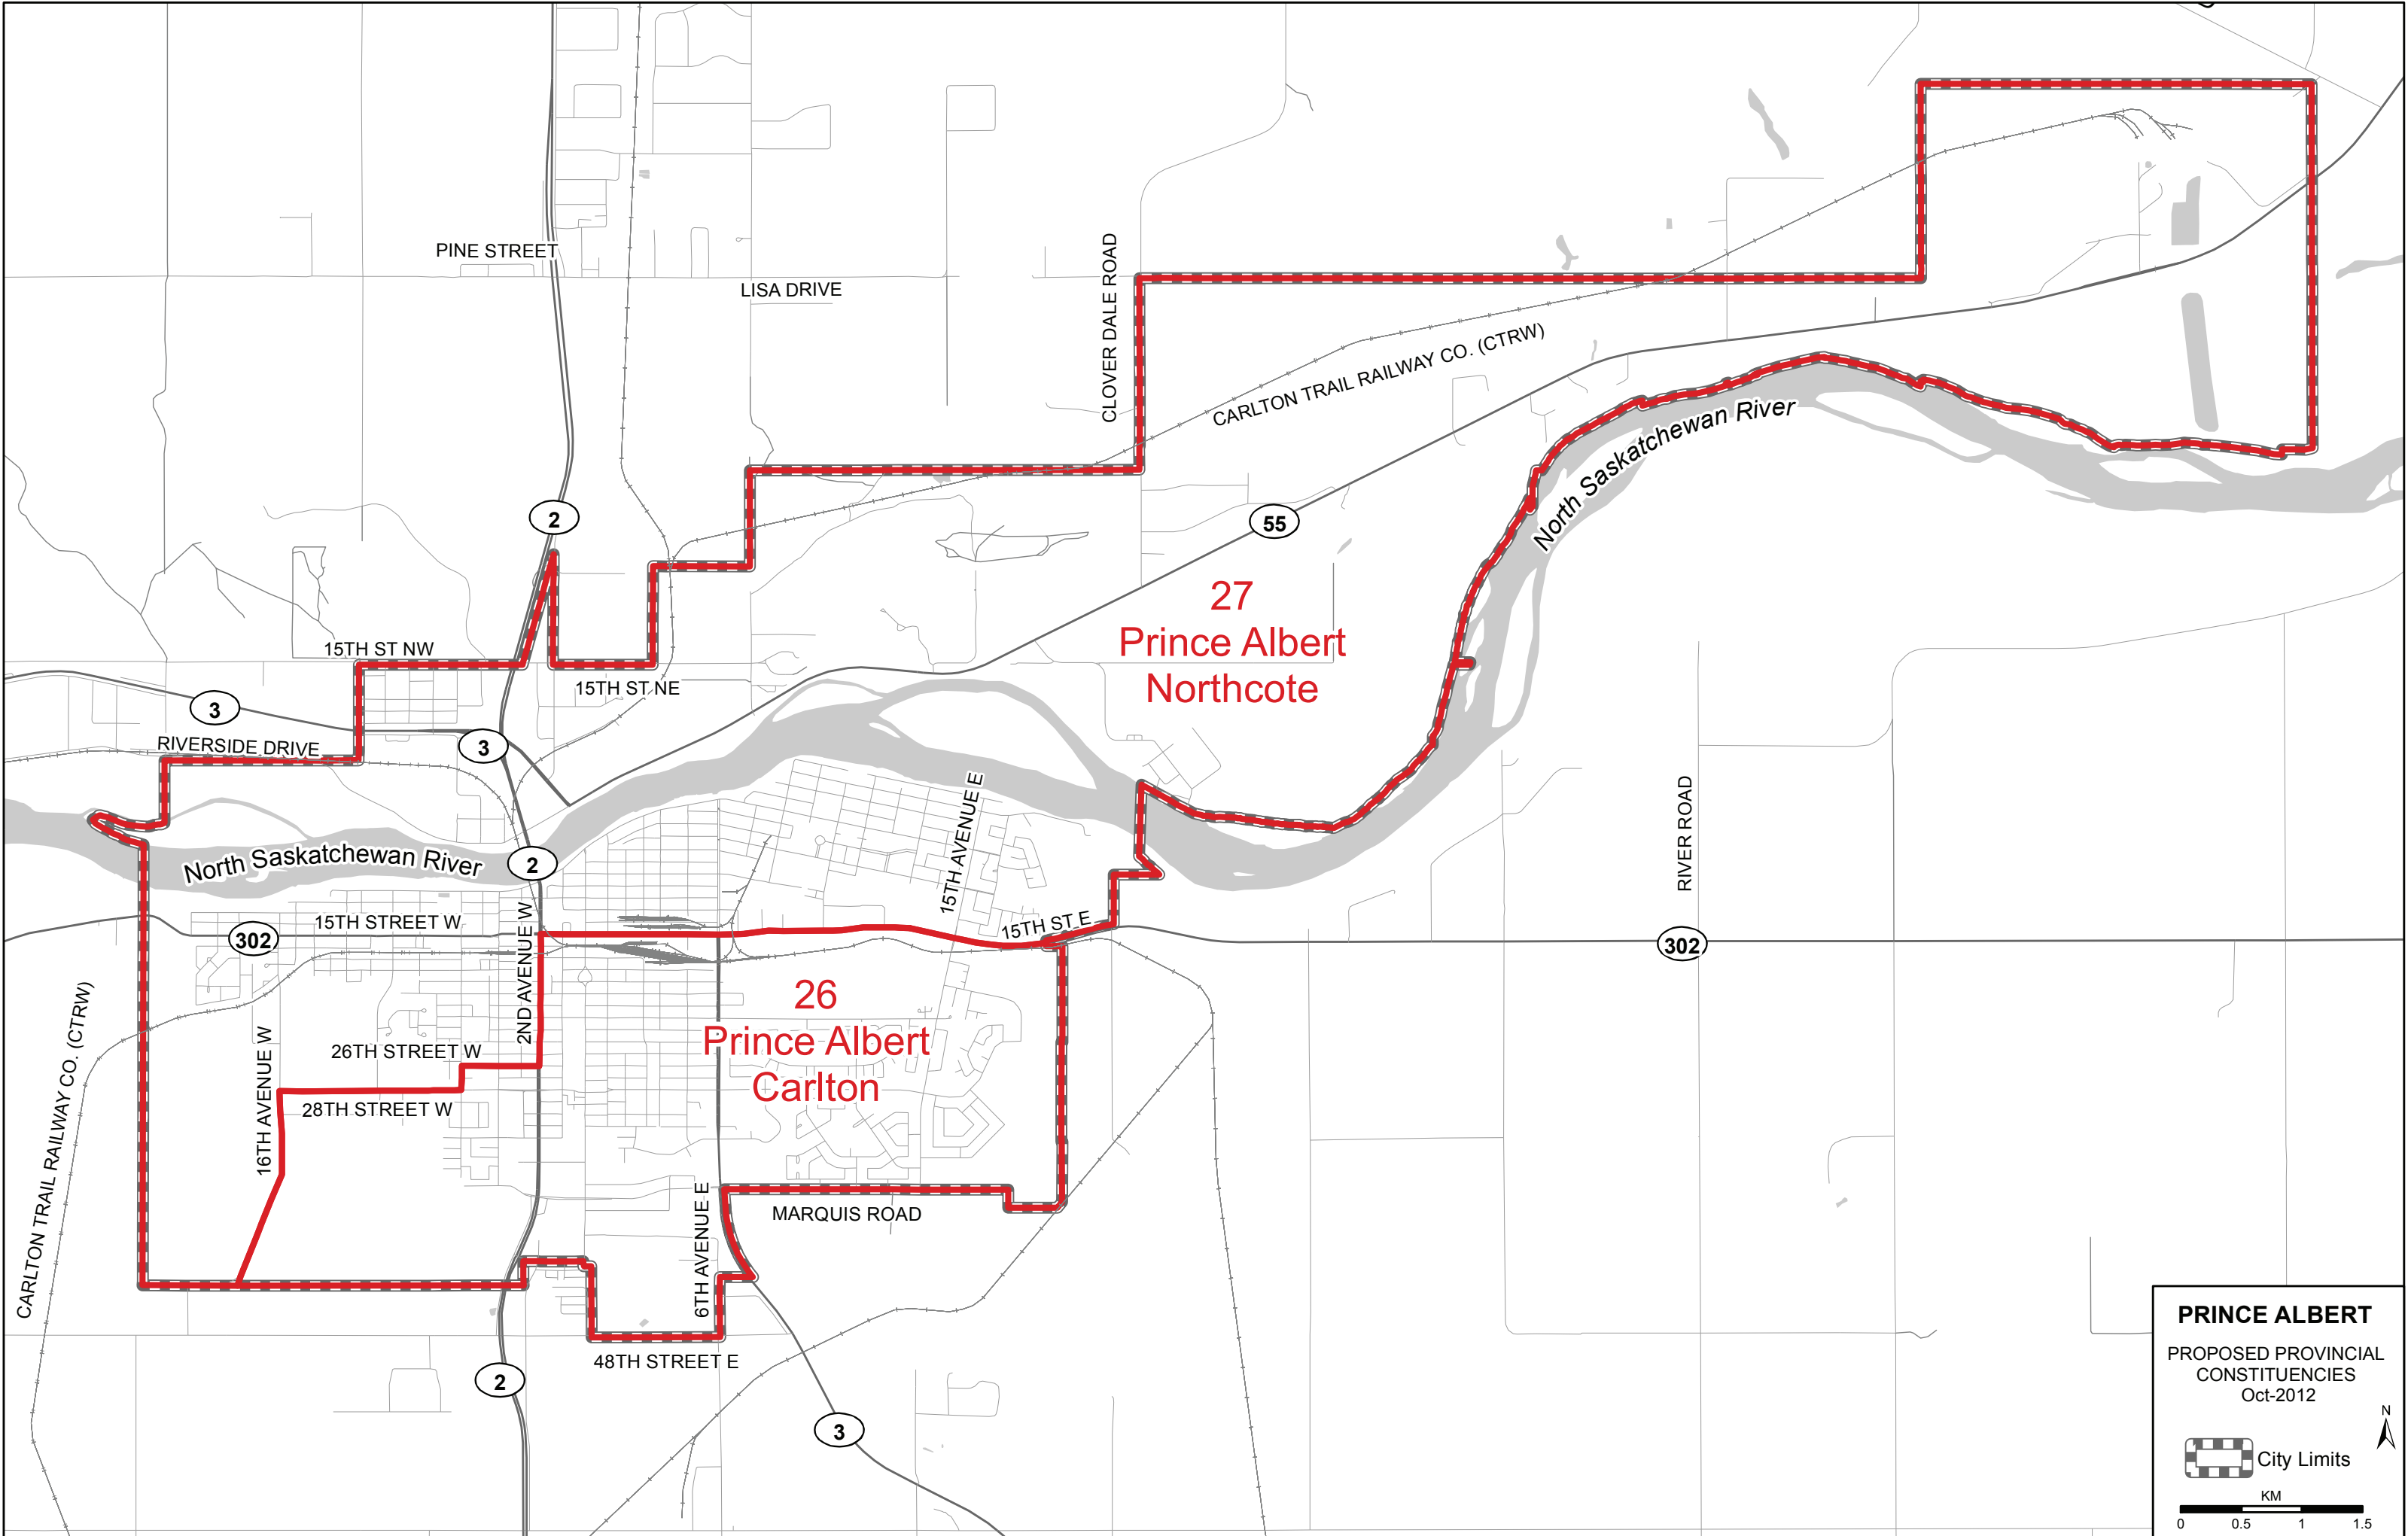 PINE STREET
LISA DRIVE
CLOVER DALE ROAD
CARLTON TRAIL RAILWAY CO. (CTRW)
North Saskatchewan River
2
55
27
Prince Albert
Northcote
15TH ST NW
15TH ST NE
3
3
RIVERSIDE DRIVE
15TH AVENUE E
RIVER ROAD
North Saskatchewan River
2
15TH STREET W
302
2ND AVENUE W
15TH ST E
302
26
Prince Albert
Carlton
CARLTON TRAIL RAILWAY CO. (CTRW)
16TH AVENUE W
26TH STREET W
28TH STREET W
6TH AVENUE E
MARQUIS ROAD
48TH STREET E
2
3
PRINCE ALBERT
PROPOSED PROVINCIAL
CONSTITUENCIES
Oct-2012
N
City Limits
KM
0 0.5 1 1.5